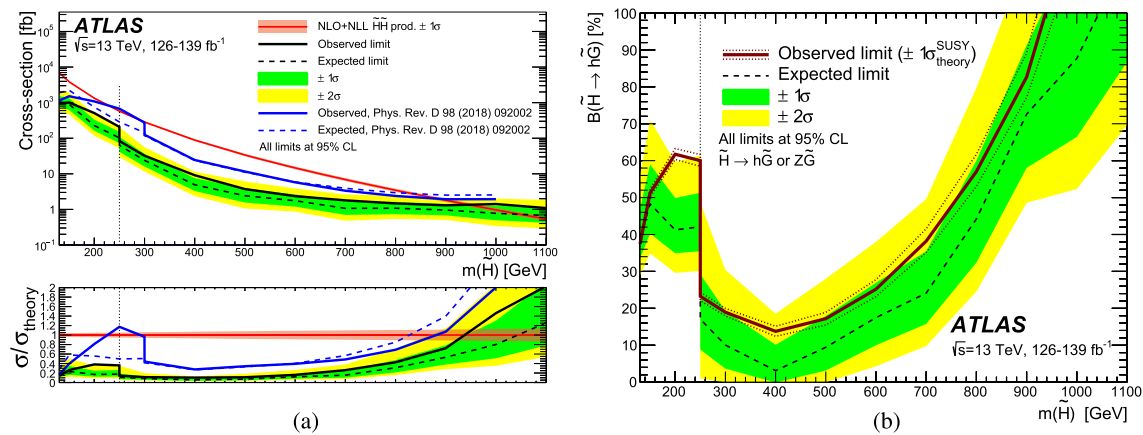 ATLAS
√s=13 TeV, 126-139 fb⁻¹
NLO+NLL H̃H̃ prod. ± 1σ
Observed limit
Expected limit
± 1σ
± 2σ
Observed, Phys. Rev. D 98 (2018) 092002
Expected, Phys. Rev. D 98 (2018) 092002
All limits at 95% CL
Cross-section [fb]
10⁵
10⁴
10³
10²
10
1
10⁻¹
200 300 400 500 600 700 800 900 1000 1100
m(H̃) [GeV]
σ/σtheory
2
1.8
1.6
1.4
1.2
1
0.8
0.6
0.4
0.2
0
(a)
B(H̃ → hG̃) [%]
100
90
80
70
60
50
40
30
20
10
0
Observed limit (± 1σ^SUSY_theory)
Expected limit
± 1σ
± 2σ
All limits at 95% CL
H̃ → hG̃ or ZG̃
ATLAS
√s=13 TeV, 126-139 fb⁻¹
200 300 400 500 600 700 800 900 1000 1100
m(H̃) [GeV]
(b)